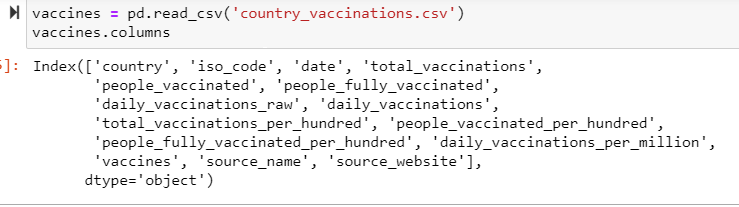 vaccines = pd.read_csv('country_vaccinations.csv')
vaccines.columns
]: Index(['country', 'iso_code', 'date', 'total_vaccinations',
'people_vaccinated', 'people_fully_vaccinated',
'daily_vaccinations_raw', 'daily_vaccinations',
'total_vaccinations_per_hundred', 'people_vaccinated_per_hundred',
'people_fully_vaccinated_per_hundred', 'daily_vaccinations_per_million',
'vaccines', 'source_name', 'source_website'],
dtype='object')